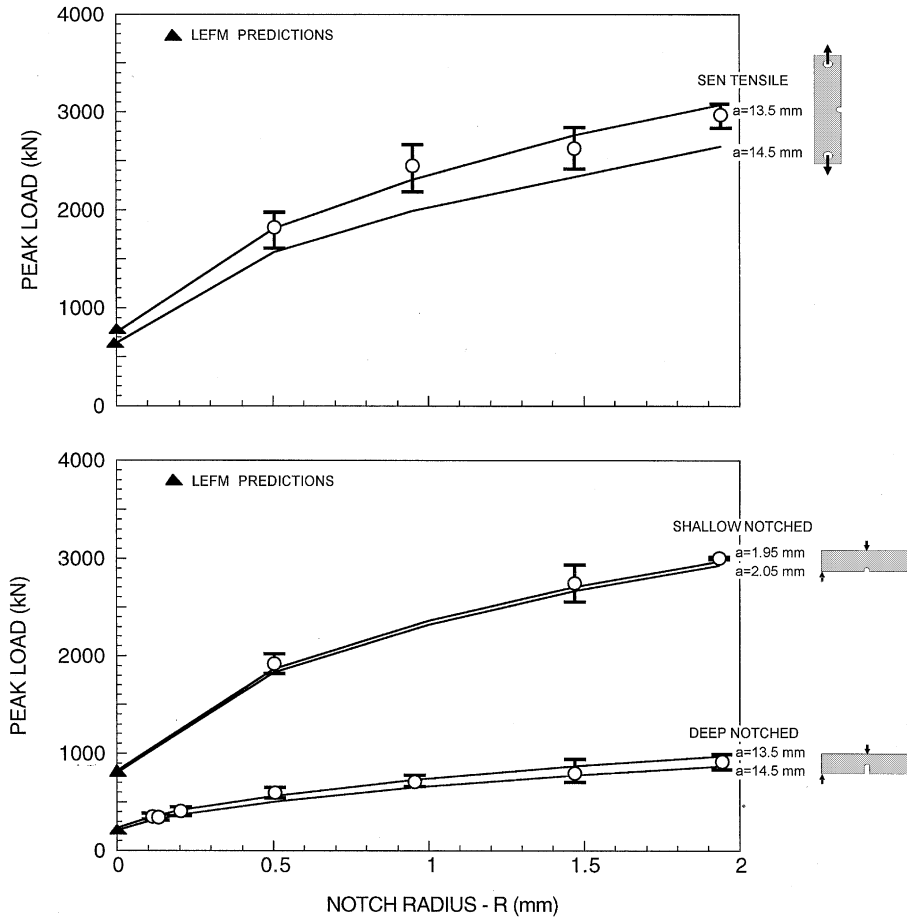 4000
LEFM PREDICTIONS
SEN TENSILE
3000
a=13.5 mm
a=14.5 mm
PEAK LOAD (kN)
2000
1000
0
4000
LEFM PREDICTIONS
SHALLOW NOTCHED
3000
a=1.95 mm
a=2.05 mm
PEAK LOAD (kN)
2000
DEEP NOTCHED
1000
a=13.5 mm
a=14.5 mm
0
0 0.5 1 1.5 2
NOTCH RADIUS - R (mm)